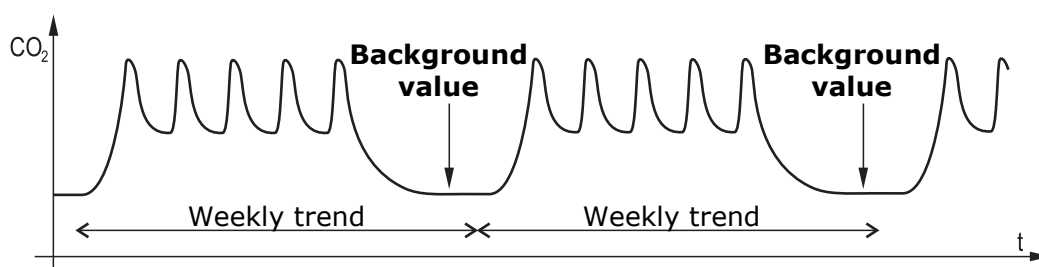 CO₂
Background
value
Background
value
Weekly trend
Weekly trend
t